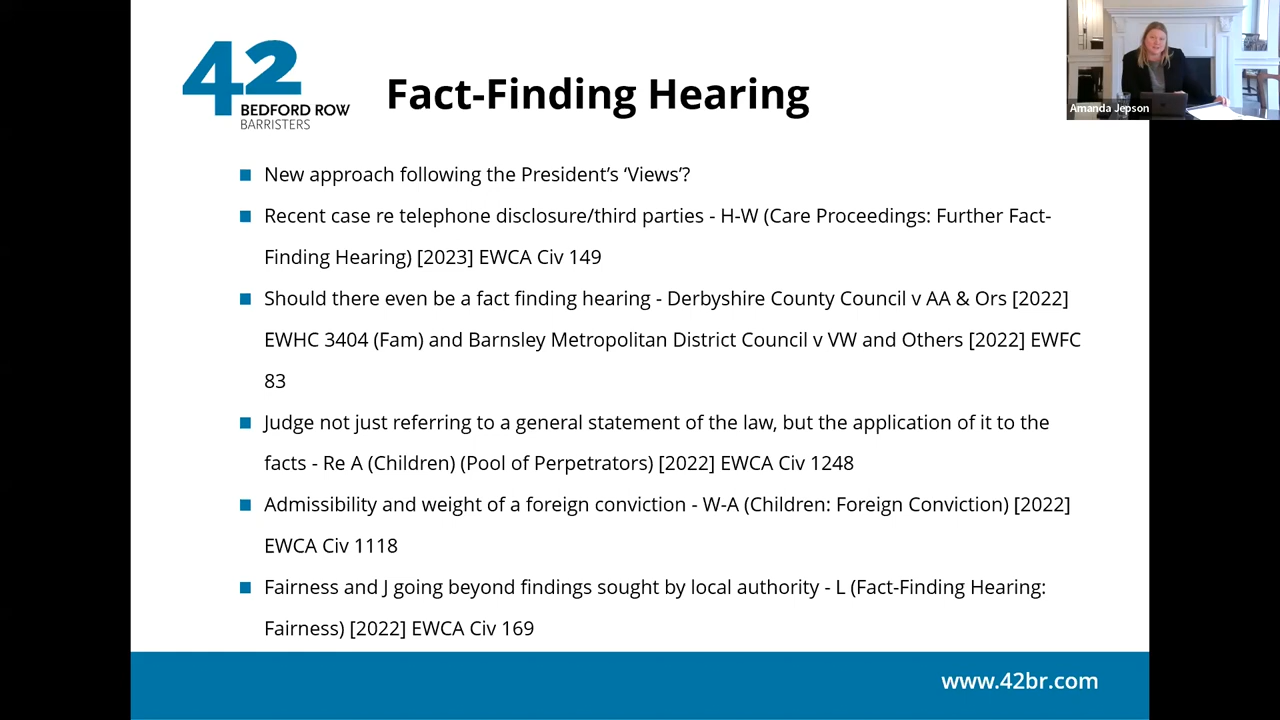 42
BEDFORD ROW
BARRISTERS
Fact-Finding Hearing
Amanda Jepson
New approach following the President’s ‘Views’?
Recent case re telephone disclosure/third parties - H-W (Care Proceedings: Further Fact-
Finding Hearing) [2023] EWCA Civ 149
Should there even be a fact finding hearing - Derbyshire County Council v AA & Ors [2022]
EWHC 3404 (Fam) and Barnsley Metropolitan District Council v VW and Others [2022] EWFC
83
Judge not just referring to a general statement of the law, but the application of it to the
facts - Re A (Children) (Pool of Perpetrators) [2022] EWCA Civ 1248
Admissibility and weight of a foreign conviction - W-A (Children: Foreign Conviction) [2022]
EWCA Civ 1118
Fairness and J going beyond findings sought by local authority - L (Fact-Finding Hearing:
Fairness) [2022] EWCA Civ 169
www.42br.com